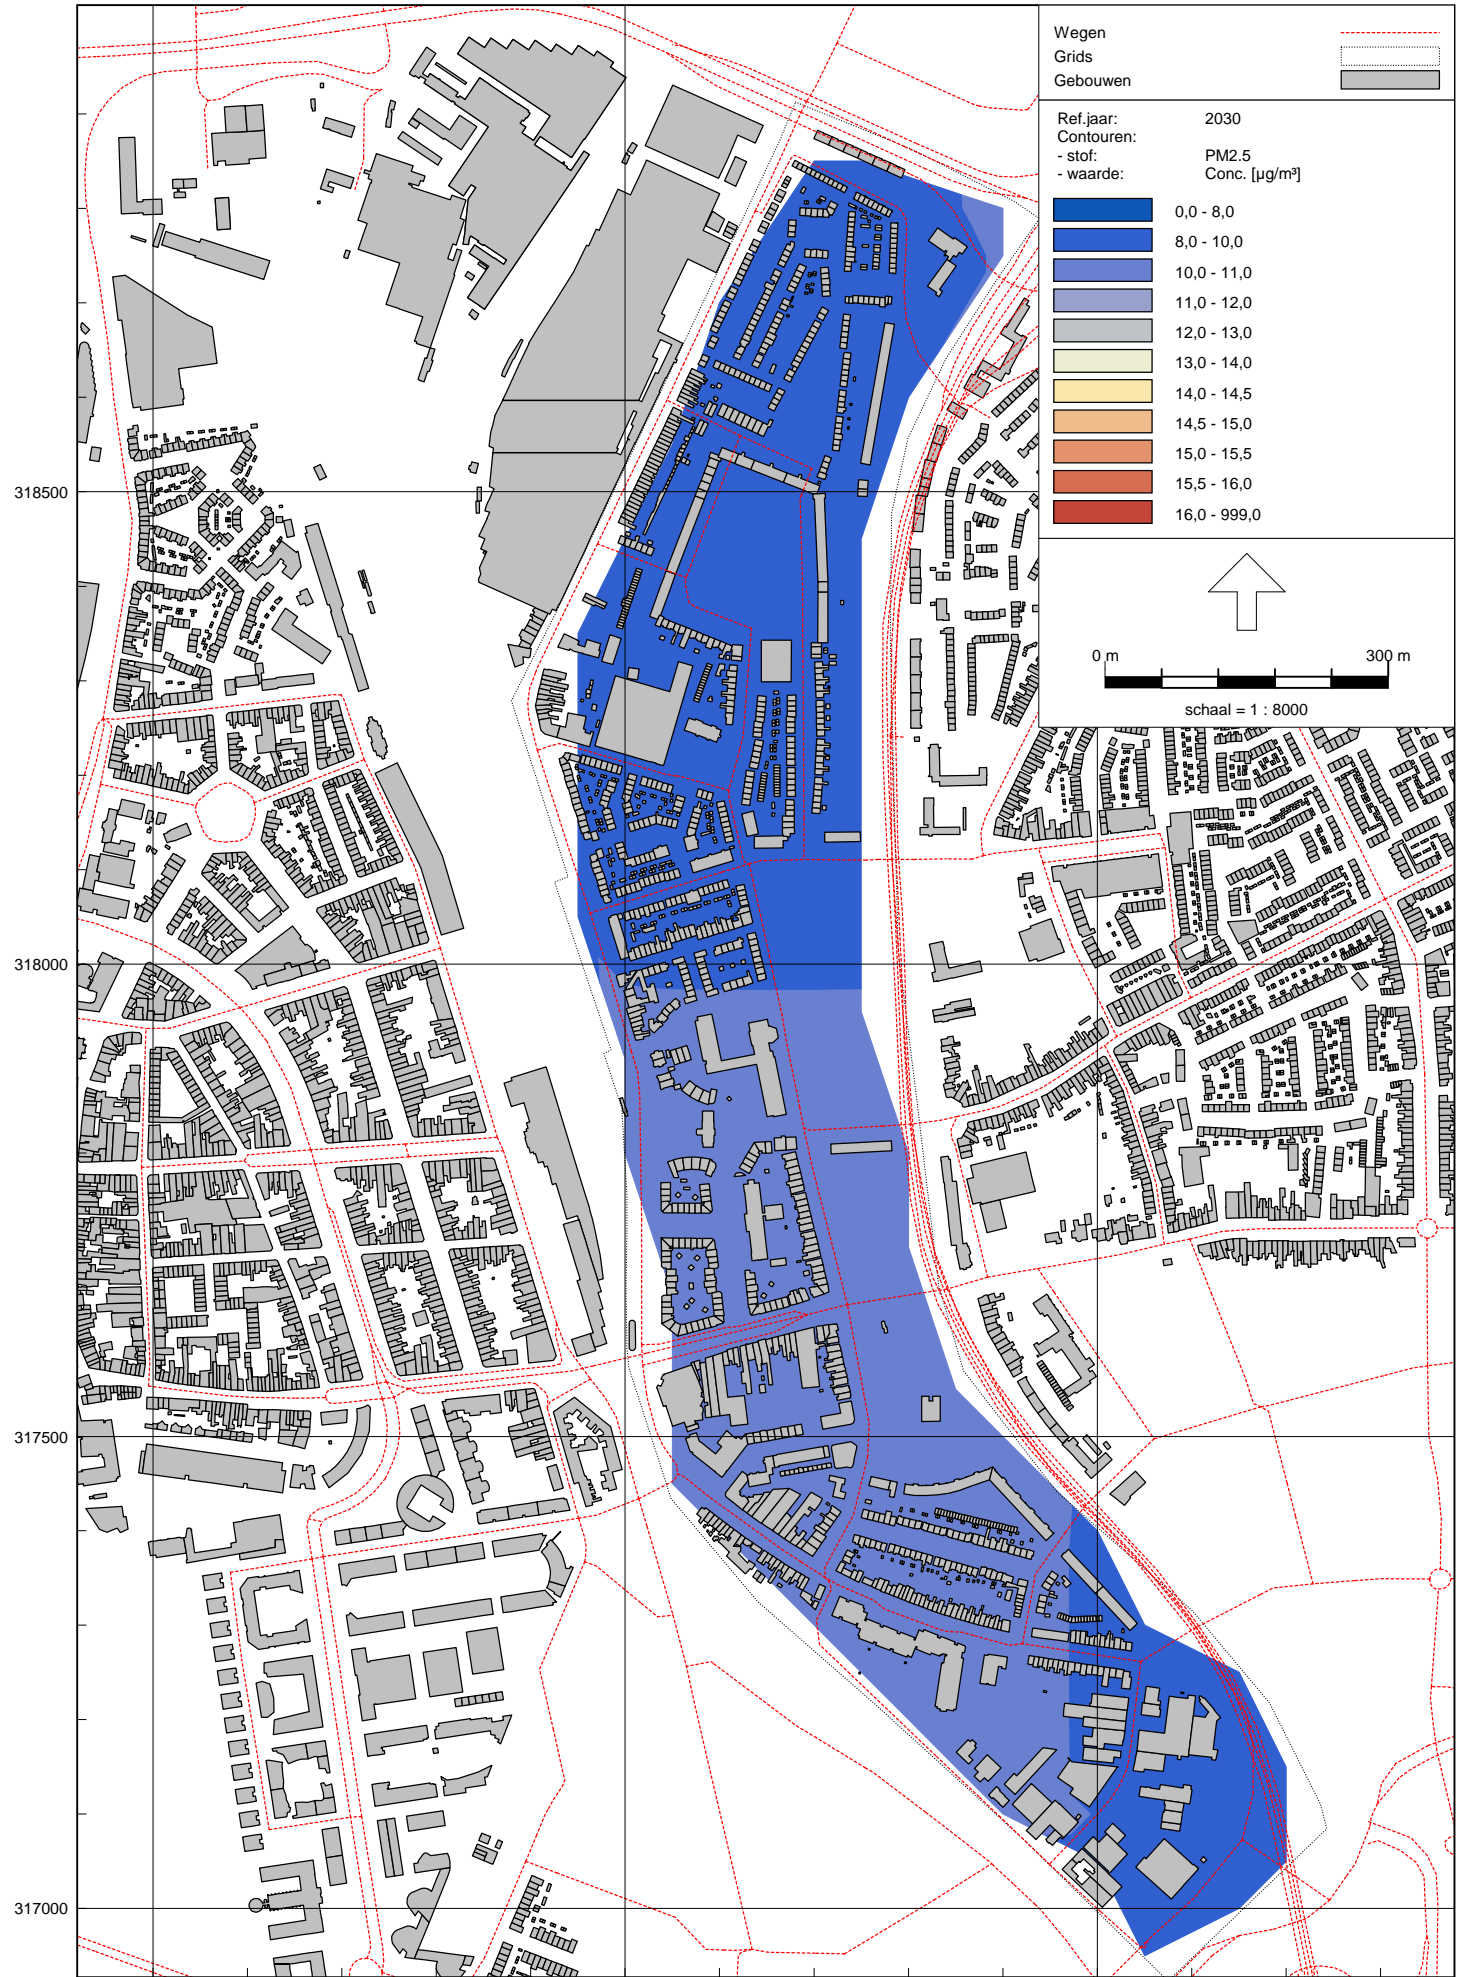 Wegen
Grids
Gebouwen
Ref.jaar: 2030
Contouren:
- stof: PM2.5
- waarde: Conc. [µg/m³]
0,0 - 8,0
8,0 - 10,0
10,0 - 11,0
11,0 - 12,0
12,0 - 13,0
13,0 - 14,0
14,0 - 14,5
14,5 - 15,0
15,0 - 15,5
15,5 - 16,0
16,0 - 999,0
0 m 300 m
schaal = 1 : 8000
318500
318000
317500
317000